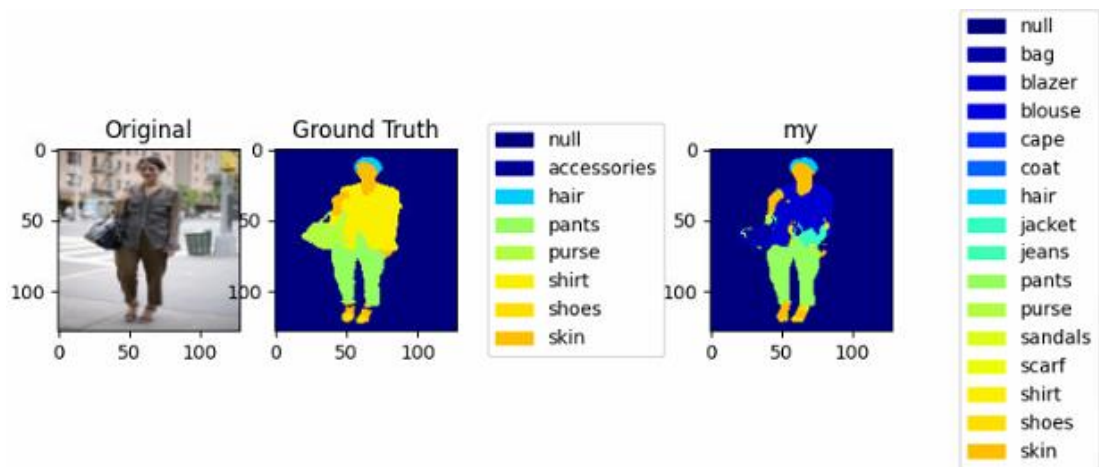 Original
0
50
100
0
50
100
Ground Truth
0
50
100
0
50
100
null
accessories
hair
pants
purse
shirt
shoes
skin
my
0
50
100
0
50
100
null
bag
blazer
blouse
cape
coat
hair
jacket
jeans
pants
purse
sandals
scarf
shirt
shoes
skin